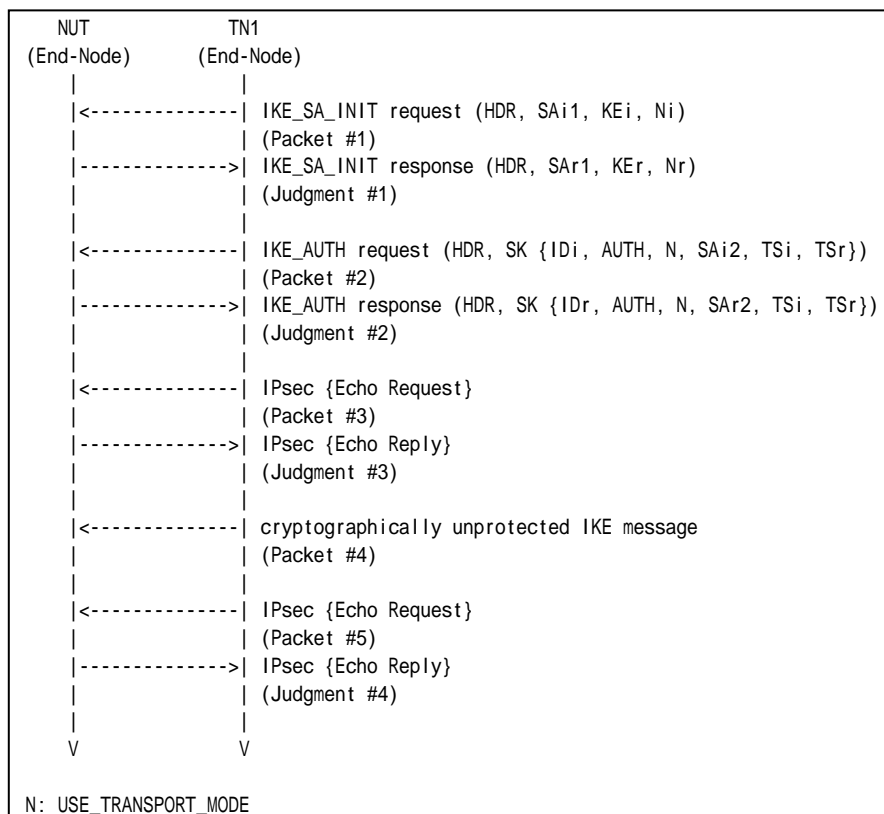 NUT TN1
(End-Node) (End-Node)
| |
|<--------------| IKE_SA_INIT request (HDR, SAi1, KEi, Ni)
| | (Packet #1)
|-------------->| IKE_SA_INIT response (HDR, SAr1, KEr, Nr)
| | (Judgment #1)
| |
|<--------------| IKE_AUTH request (HDR, SK {IDi, AUTH, N, SAi2, TSi, TSr})
| | (Packet #2)
|-------------->| IKE_AUTH response (HDR, SK {IDr, AUTH, N, SAr2, TSi, TSr})
| | (Judgment #2)
| |
|<--------------| IPsec {Echo Request}
| | (Packet #3)
|-------------->| IPsec {Echo Reply}
| | (Judgment #3)
| |
|<--------------| cryptographically unprotected IKE message
| | (Packet #4)
| |
|<--------------| IPsec {Echo Request}
| | (Packet #5)
|-------------->| IPsec {Echo Reply}
| | (Judgment #4)
| |
V V
N: USE_TRANSPORT_MODE